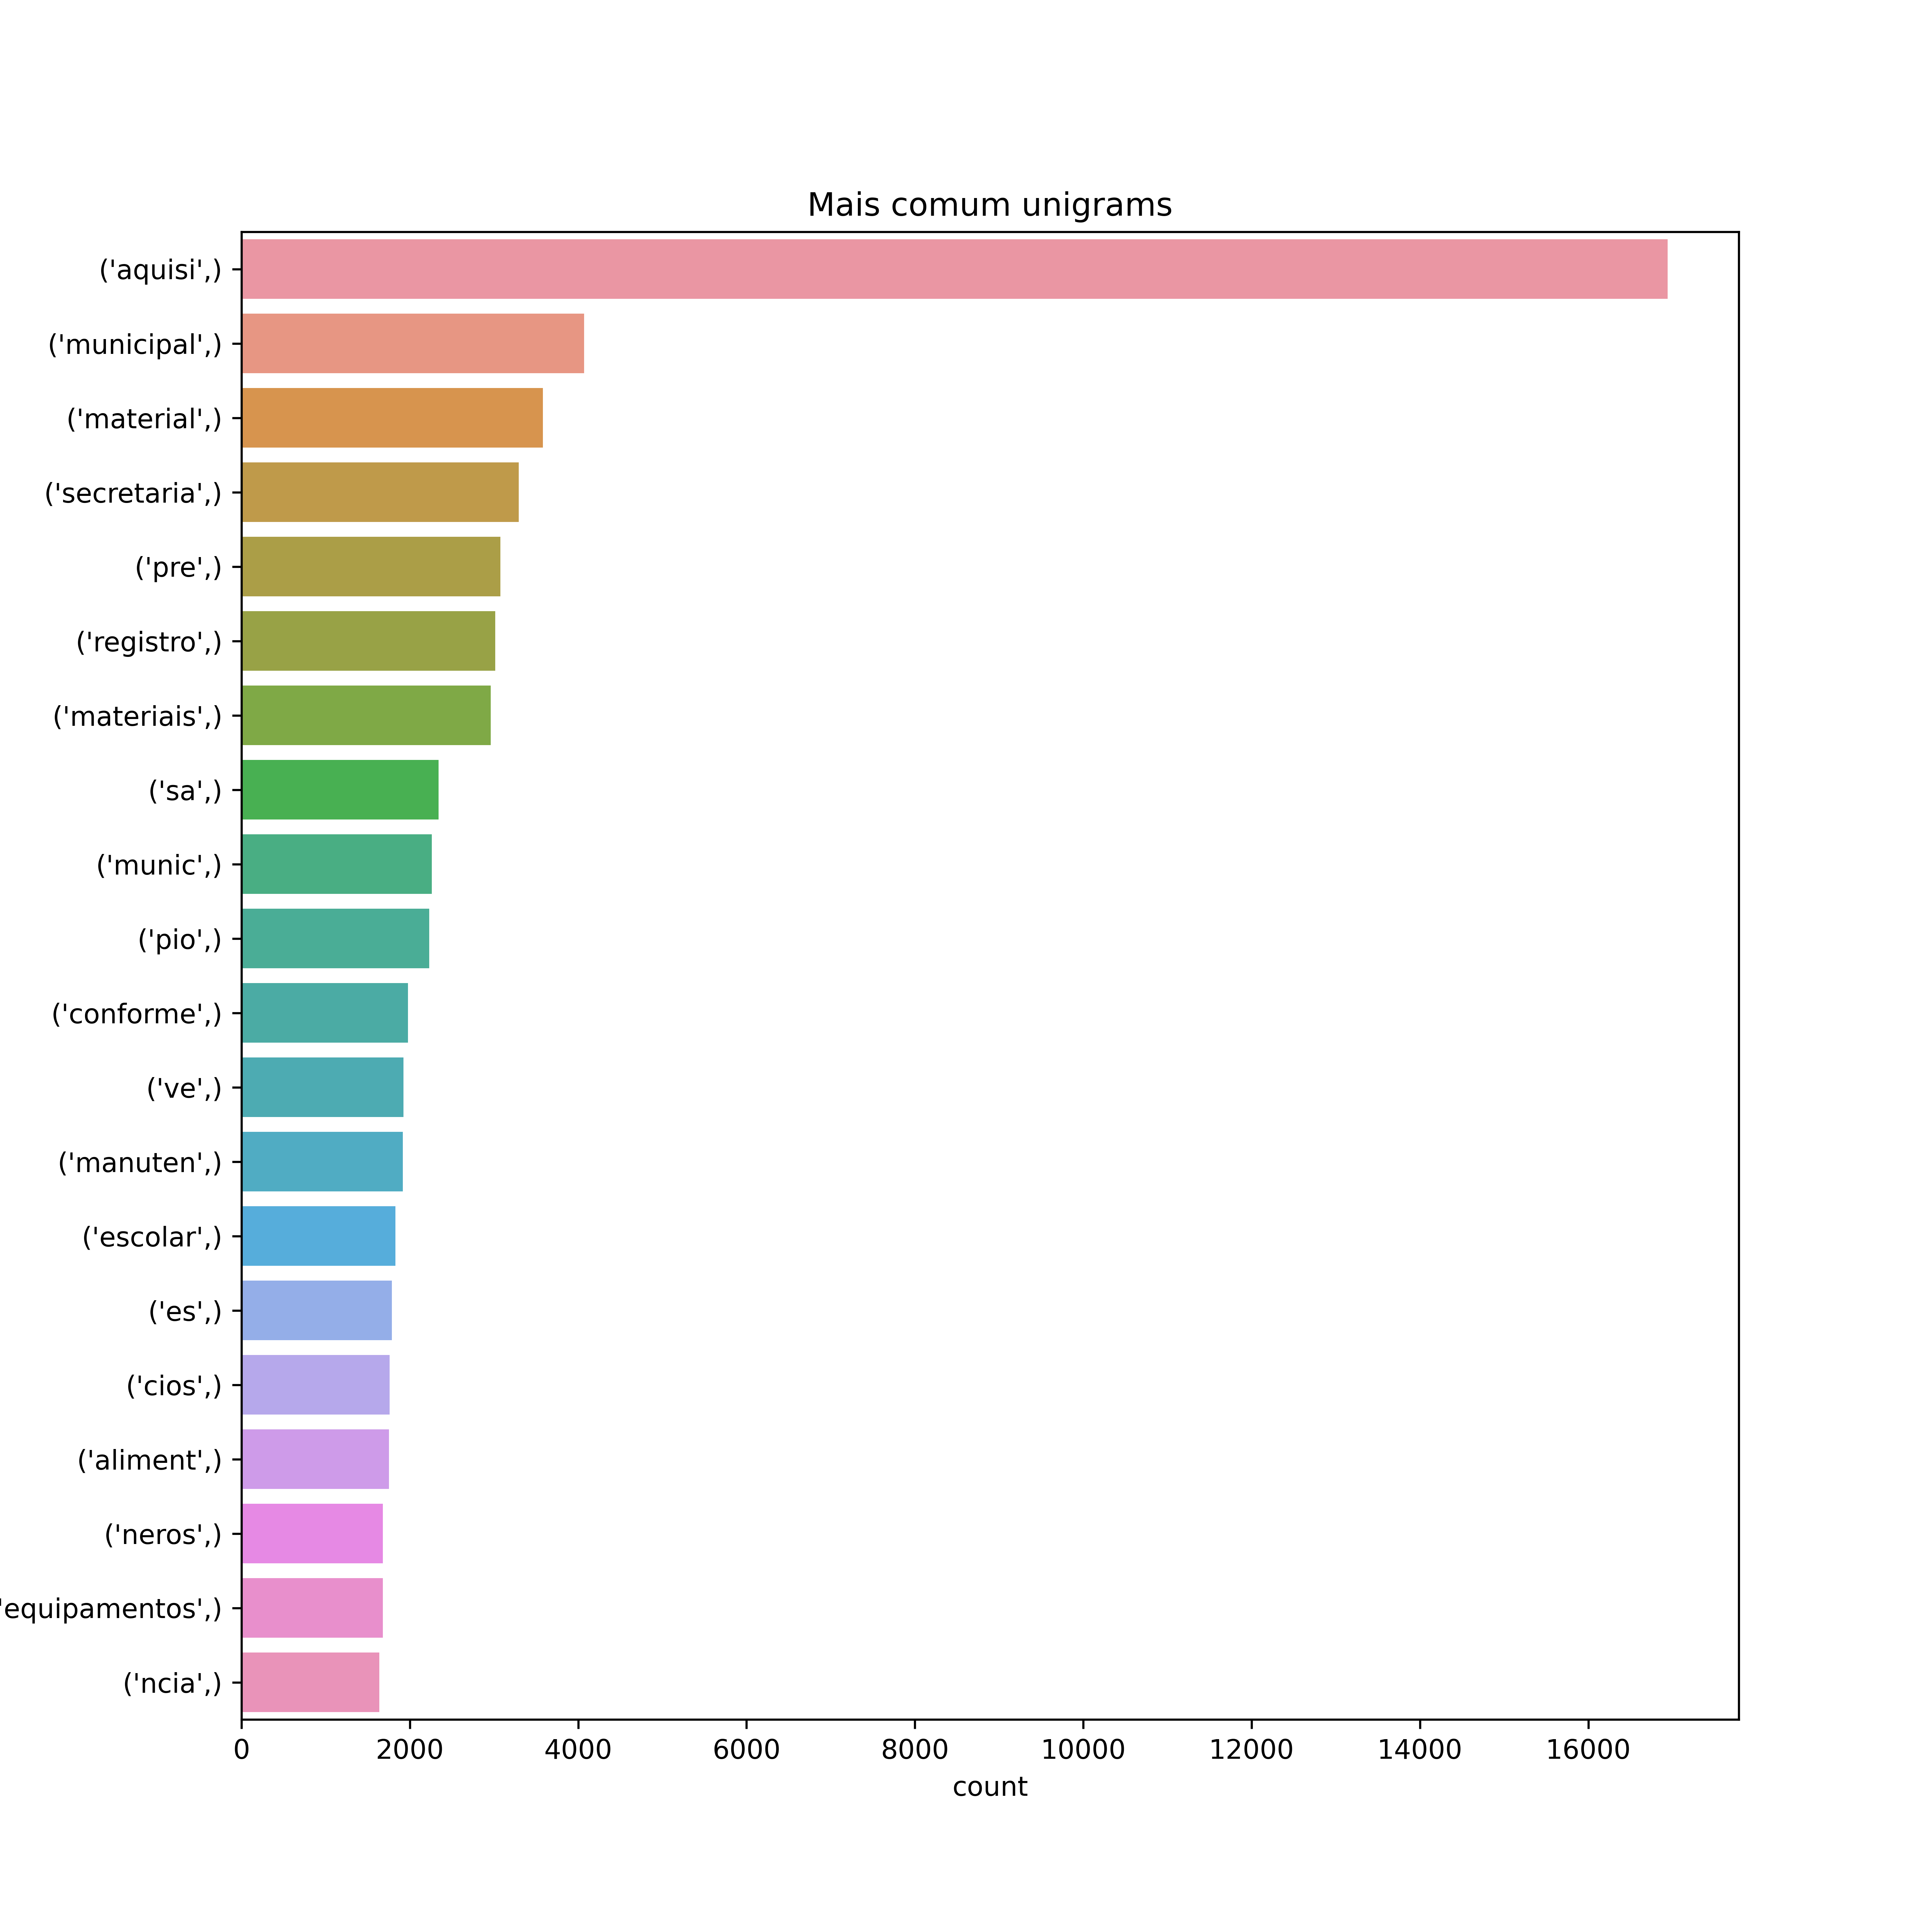 Mais comum unigrams
('aquisi',)
('municipal',)
('material',)
('secretaria',)
('pre',)
('registro',)
('materiais',)
('sa',)
('munic',)
('pio',)
('conforme',)
('ve',)
('manuten',)
('escolar',)
('es',)
('cios',)
('aliment',)
('neros',)
'equipamentos',)
('ncia',)
0 2000 4000 6000 8000 10000 12000 14000 16000
count